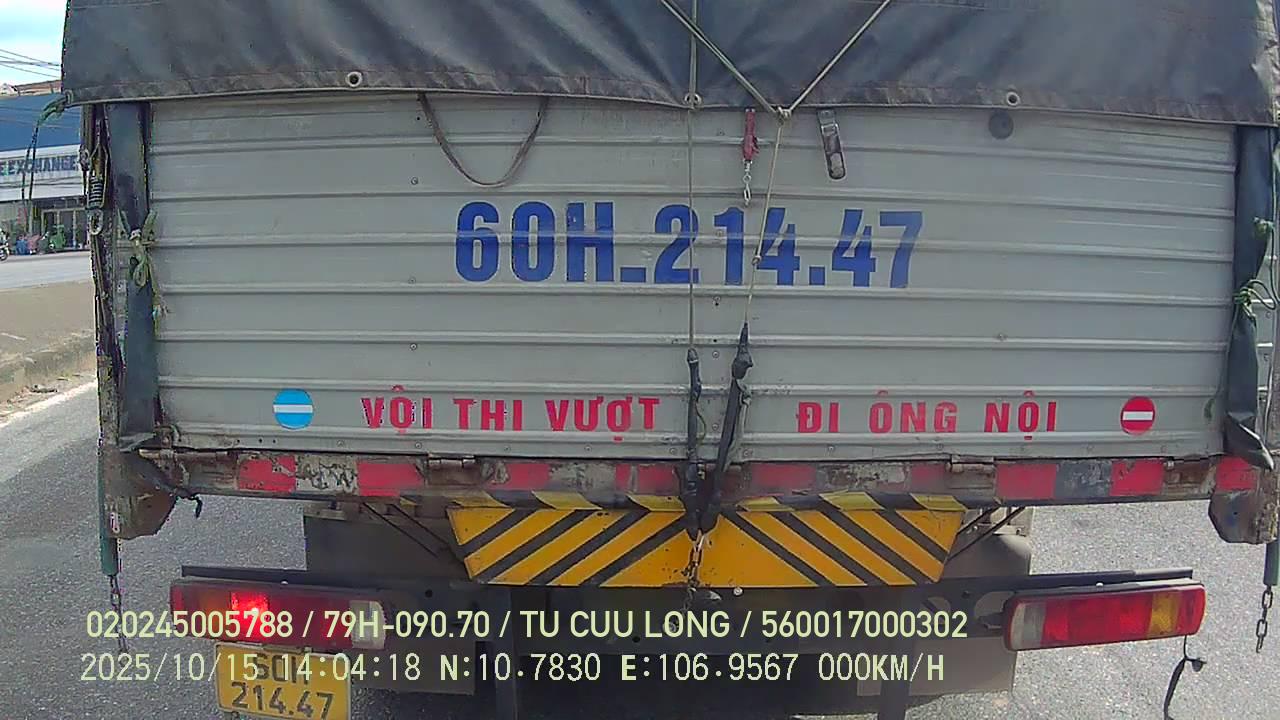 EXCHANGE
60H-214.47
VỘI THI VƯỢT ĐI ÔNG NỘI
020245005788 / 79H-090.70 / TU CUU LONG / 560017000302
2025/10/15 14:04:18 N:10.7830 E:106.9567 000KM/H
60H
214.47